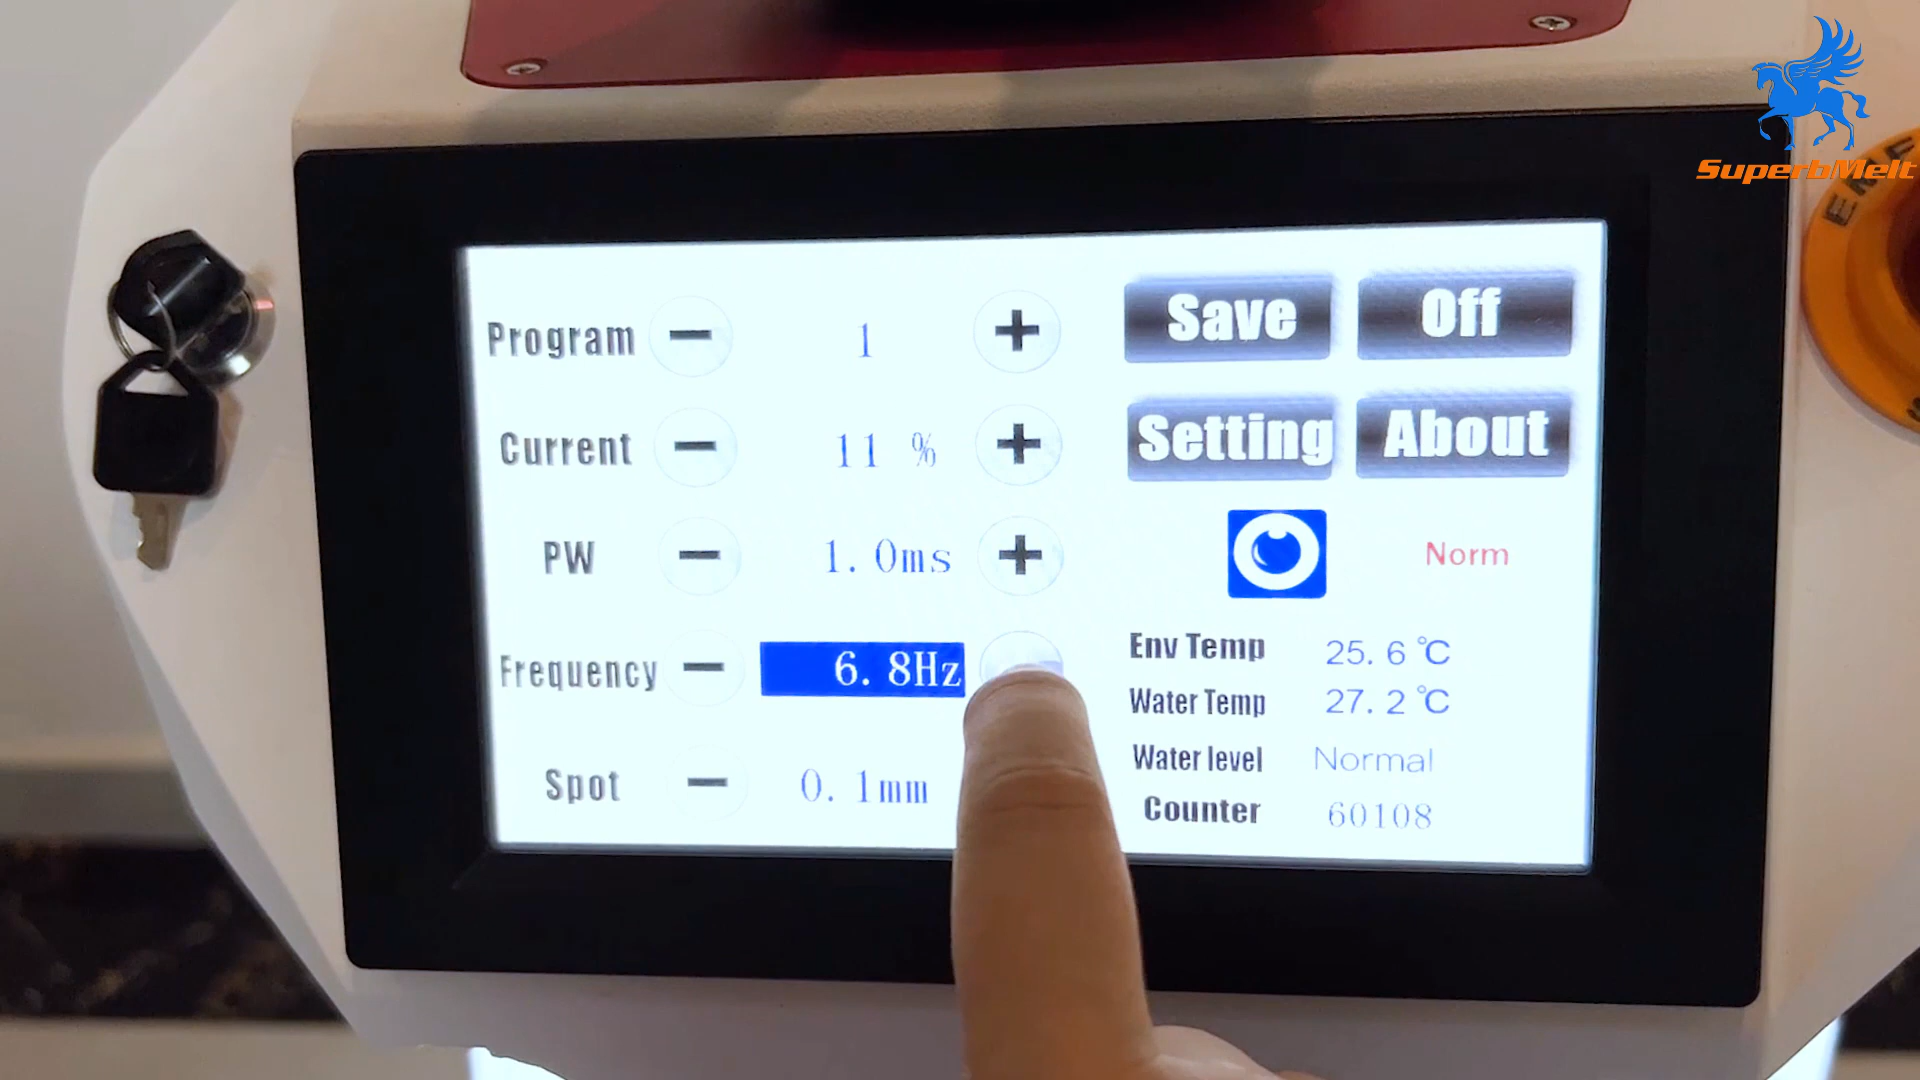 SuperbMelt
EME
Program 1
Current 11 %
PW 1.0ms
Frequency 6.8Hz
Spot 0.1mm
Save Off
Setting About
Norm
Env Temp 25.6℃
Water Temp 27.2℃
Water level Normal
Counter 60108